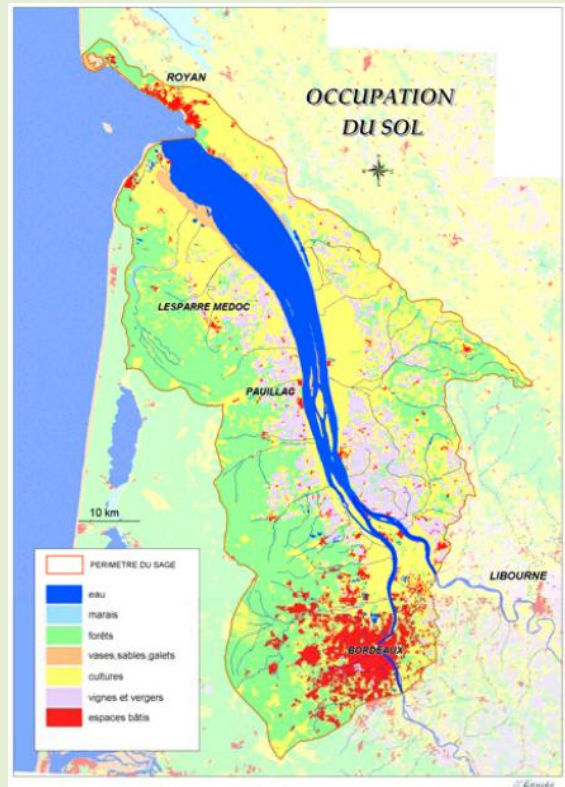 ROYAN
OCCUPATION
DU SOL
LESPARRE MEDOC
PAUILLAC
10 km
LIBOURNE
BORDEAUX
PERIMETRE DU SAGE
eau
marais
forêts
vases,sables,galets
cultures
vignes et vergers
espaces bâtis